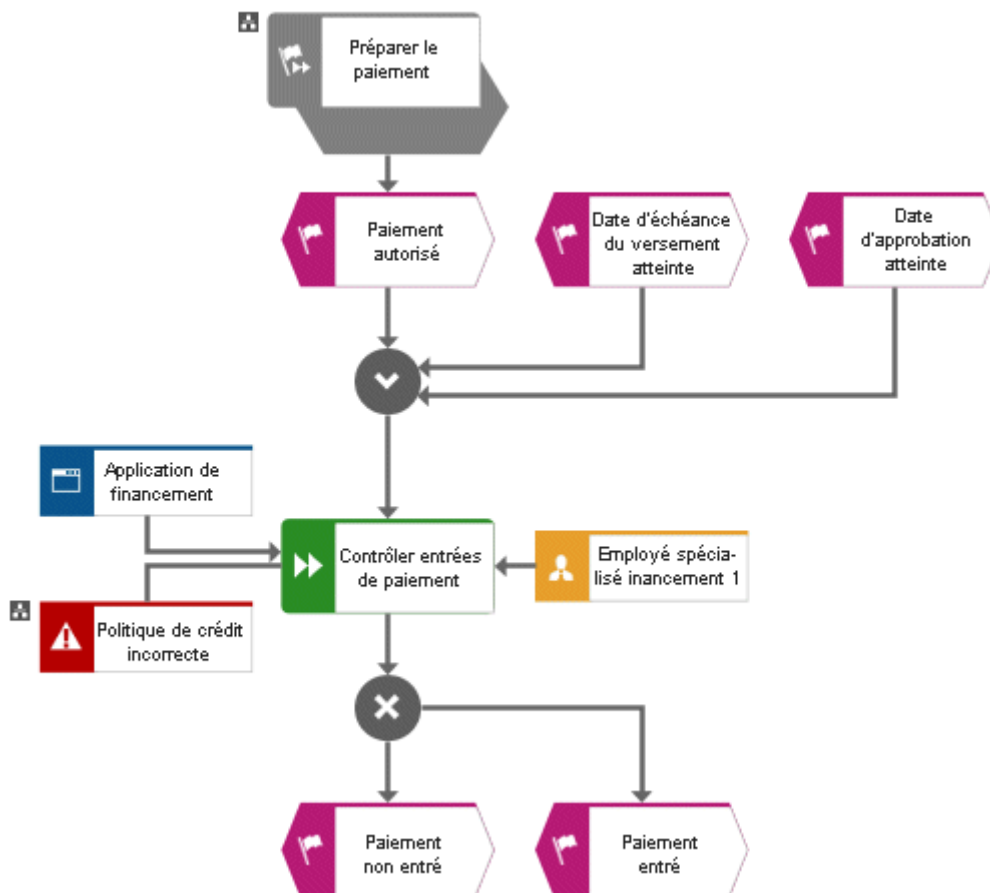 Préparer le
paiement
Paiement
autorisé
Date d'échéance
du versement
atteinte
Date
d'approbation
atteinte
Application de
financement
Contrôler entrées
de paiement
Employé spécia-
lisé inancement 1
Politique de crédit
incorrecte
Paiement
non entré
Paiement
entré